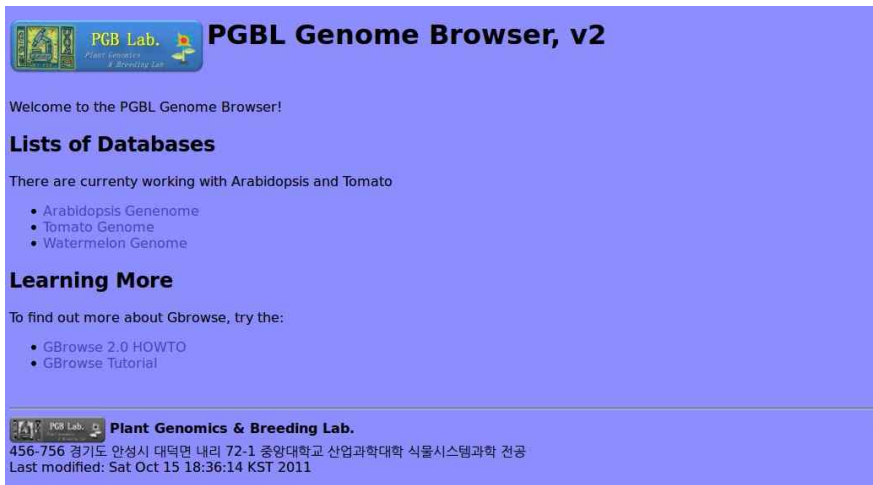 PGB Lab.
Plant Genomics
& Breeding Lab
PGBL Genome Browser, v2
Welcome to the PGBL Genome Browser!
Lists of Databases
There are currenty working with Arabidopsis and Tomato
Arabidopsis Genenome
Tomato Genome
Watermelon Genome
Learning More
To find out more about Gbrowse, try the:
GBrowse 2.0 HOWTO
GBrowse Tutorial
PGB Lab.
Plant Genomics & Breeding Lab.
456-756 경기도 안성시 대덕면 내리 72-1 중앙대학교 산업과학대학 식물시스템과학 전공
Last modified: Sat Oct 15 18:36:14 KST 2011